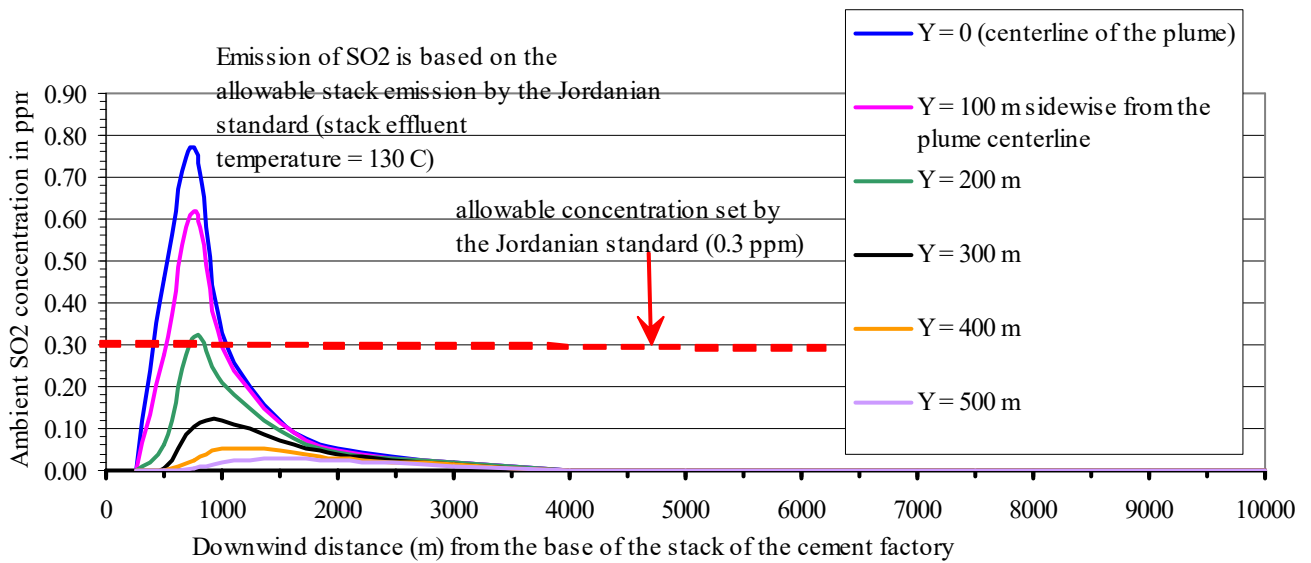 Emission of SO2 is based on the
allowable stack emission by the Jordanian
standard (stack effluent
temperature = 130 C)
allowable concentration set by
the Jordanian standard (0.3 ppm)
Y = 0 (centerline of the plume)
Y = 100 m sidewise from the
plume centerline
Y = 200 m
Y = 300 m
Y = 400 m
Y = 500 m
Ambient SO2 concentration in ppm
0.90
0.80
0.70
0.60
0.50
0.40
0.30
0.20
0.10
0.00
0 1000 2000 3000 4000 5000 6000 7000 8000 9000 10000
Downwind distance (m) from the base of the stack of the cement factory